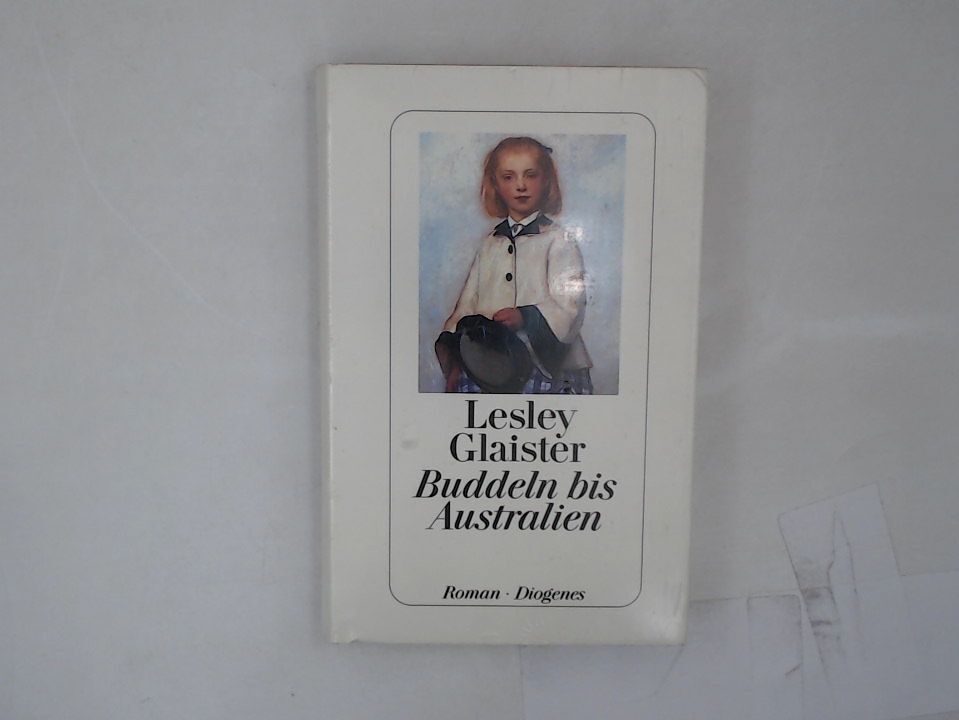 Lesley
Glaister
Buddeln bis
Australien
Roman · Diogenes